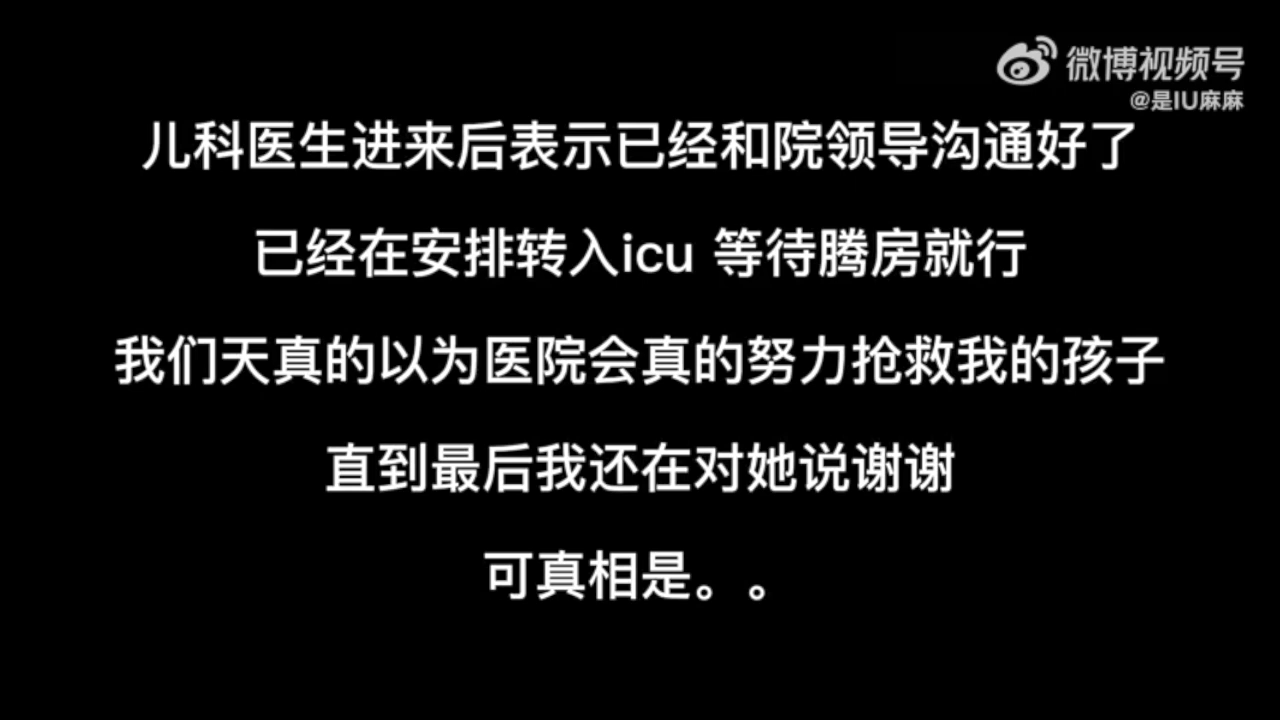 微博视频号
@是IU麻麻
儿科医生进来后表示已经和院领导沟通好了
已经在安排转入icu 等待腾房就行
我们天真的以为医院会真的努力抢救我的孩子
直到最后我还在对她说谢谢
可真相是。。